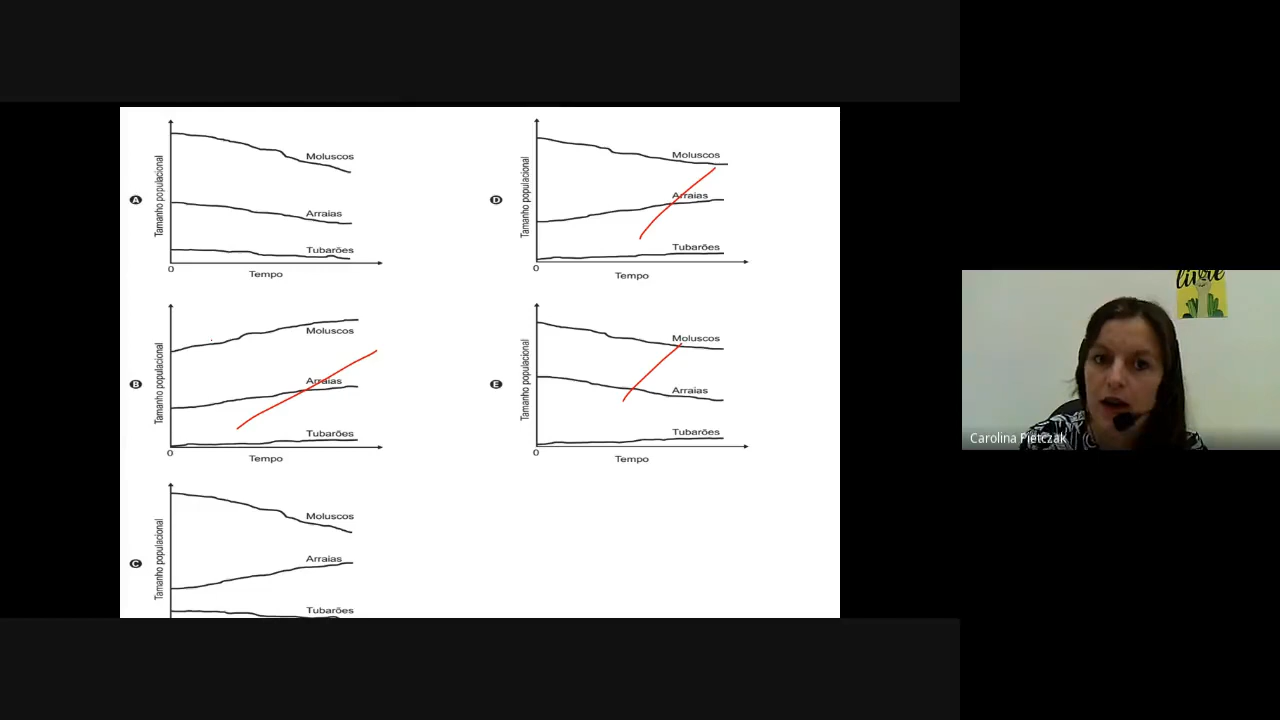 A
Tamanho populacional
Moluscos
Arraias
Tubarões
0
Tempo
B
Tamanho populacional
Moluscos
Arraias
Tubarões
0
Tempo
C
Tamanho populacional
Moluscos
Arraias
Tubarões
D
Tamanho populacional
Moluscos
Arraias
Tubarões
0
Tempo
E
Tamanho populacional
Moluscos
Arraias
Tubarões
0
Tempo
livre
Carolina Pietczak